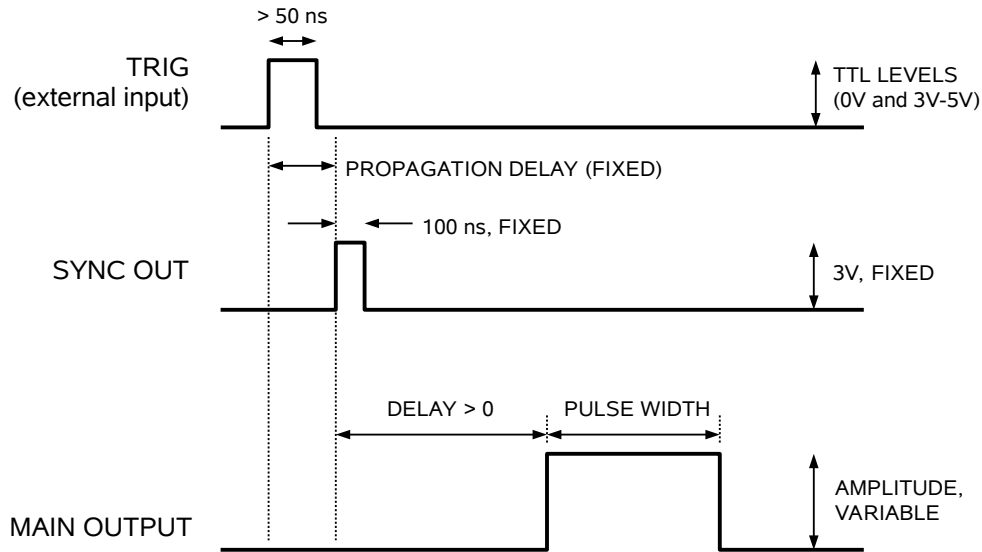 > 50 ns
TRIG
(external input)
TTL LEVELS
(0V and 3V-5V)
PROPAGATION DELAY (FIXED)
100 ns, FIXED
SYNC OUT
3V, FIXED
DELAY > 0
PULSE WIDTH
AMPLITUDE,
VARIABLE
MAIN OUTPUT